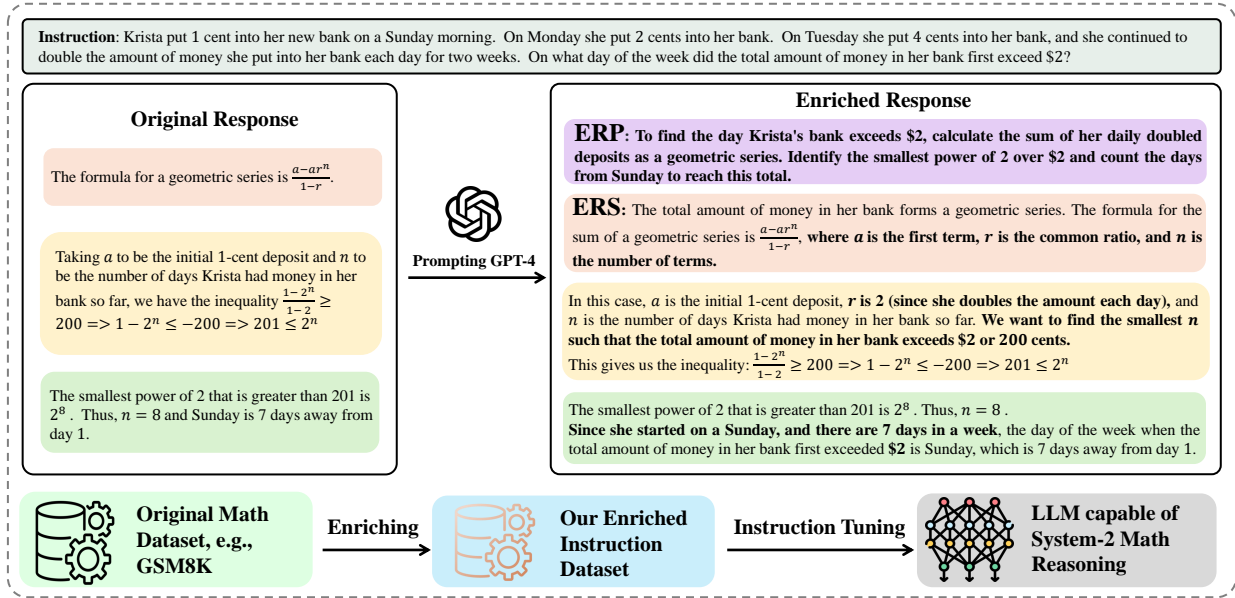 Instruction: Krista put 1 cent into her new bank on a Sunday morning. On Monday she put 2 cents into her bank. On Tuesday she put 4 cents into her bank, and she continued to
double the amount of money she put into her bank each day for two weeks. On what day of the week did the total amount of money in her bank first exceed $2?
Original Response
The formula for a geometric series is \frac{a-ar^n}{1-r}.
Taking a to be the initial 1-cent deposit and n to
be the number of days Krista had money in her
bank so far, we have the inequality \frac{1-2^n}{1-2} ≥
200 => 1 − 2^n ≤ −200 => 201 ≤ 2^n
The smallest power of 2 that is greater than 201 is
2^8 . Thus, n = 8 and Sunday is 7 days away from
day 1.
Prompting GPT-4
Enriched Response
ERP: To find the day Krista's bank exceeds $2, calculate the sum of her daily doubled
deposits as a geometric series. Identify the smallest power of 2 over $2 and count the days
from Sunday to reach this total.
ERS: The total amount of money in her bank forms a geometric series. The formula for the
sum of a geometric series is \frac{a-ar^n}{1-r}, where a is the first term, r is the common ratio, and n is
the number of terms.
In this case, a is the initial 1-cent deposit, r is 2 (since she doubles the amount each day), and
n is the number of days Krista had money in her bank so far. We want to find the smallest n
such that the total amount of money in her bank exceeds $2 or 200 cents.
This gives us the inequality: \frac{1-2^n}{1-2} ≥ 200 => 1 − 2^n ≤ −200 => 201 ≤ 2^n
The smallest power of 2 that is greater than 201 is 2^8 . Thus, n = 8 .
Since she started on a Sunday, and there are 7 days in a week, the day of the week when the
total amount of money in her bank first exceeded $2 is Sunday, which is 7 days away from day 1.
Original Math
Dataset, e.g.,
GSM8K
Enriching
Our Enriched
Instruction
Dataset
Instruction Tuning
LLM capable of
System-2 Math
Reasoning